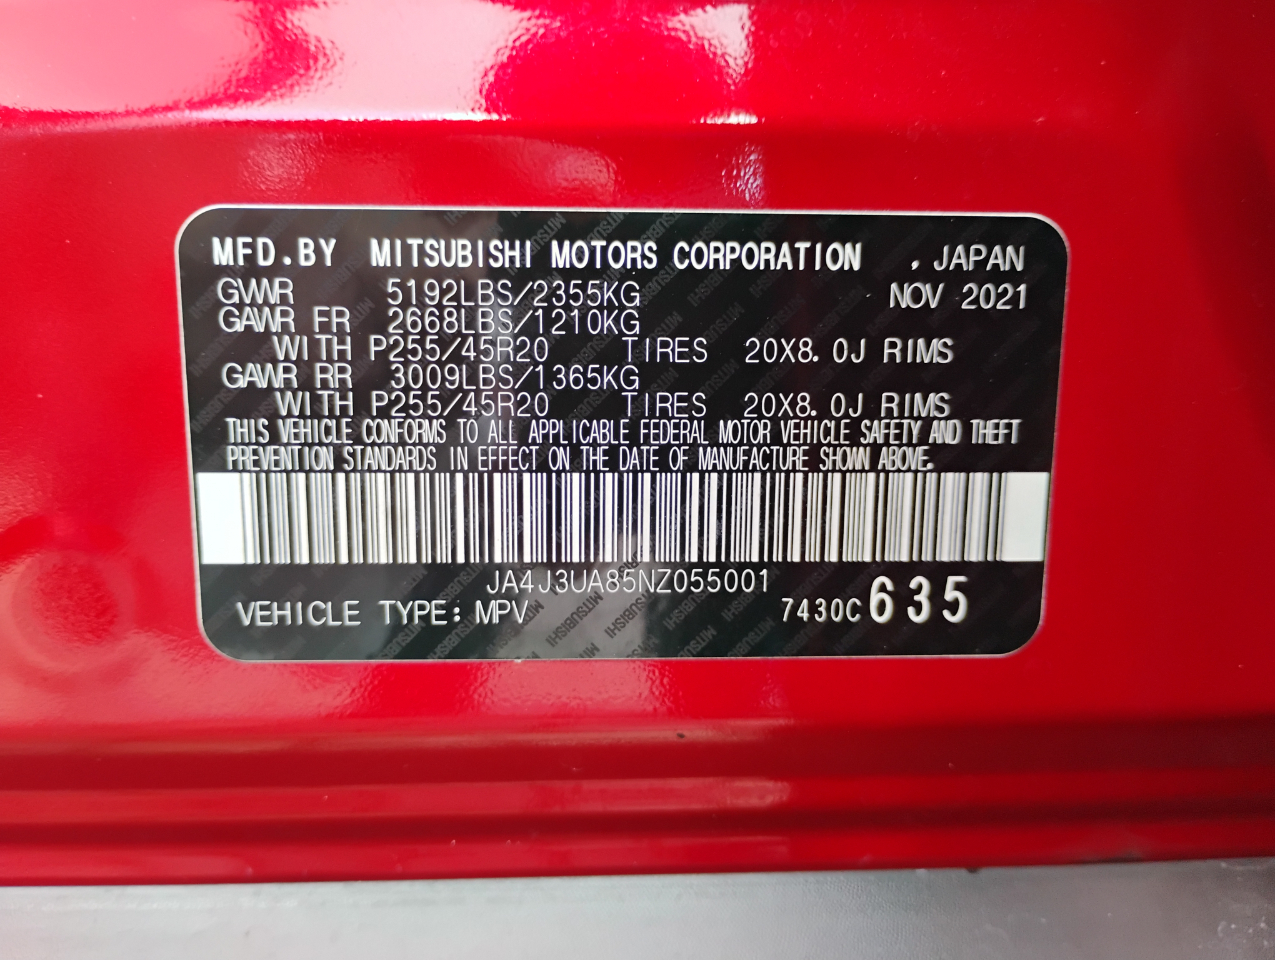 MFD.BY MITSUBISHI MOTORS CORPORATION , JAPAN
GVWR 5192LBS/2355KG NOV 2021
GAWR FR 2668LBS/1210KG
WITH P255/45R20 TIRES 20X8.0J RIMS
GAWR RR 3009LBS/1365KG
WITH P255/45R20 TIRES 20X8.0J RIMS
THIS VEHICLE CONFORMS TO ALL APPLICABLE FEDERAL MOTOR VEHICLE SAFETY AND THEFT
PREVENTION STANDARDS IN EFFECT ON THE DATE OF MANUFACTURE SHOWN ABOVE.
JA4J3UA85NZ055001
VEHICLE TYPE: MPV 7430C 635